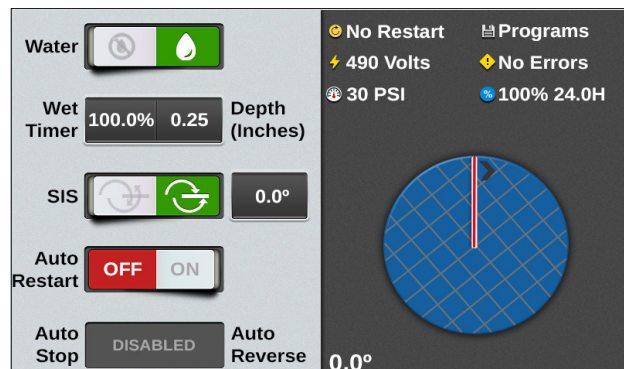 Water
Wet Timer
100.0%
0.25
Depth (Inches)
SIS
0.0º
Auto Restart
OFF
ON
Auto Stop
DISABLED
Auto Reverse
No Restart
Programs
490 Volts
No Errors
30 PSI
% 100% 24.0H
0.0º